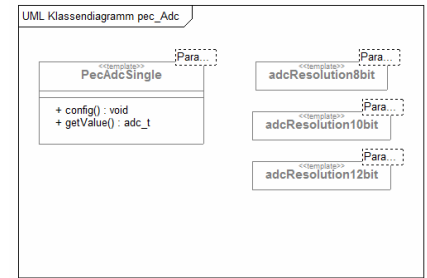 UML Klassendiagramm pec_Adc
Para...
<<template>>
PecAdcSingle
+ config() : void
+ getValue() : adc_t
Para...
<<template>>
adcResolution8bit
Para...
<<template>>
adcResolution10bit
Para...
<<template>>
adcResolution12bit